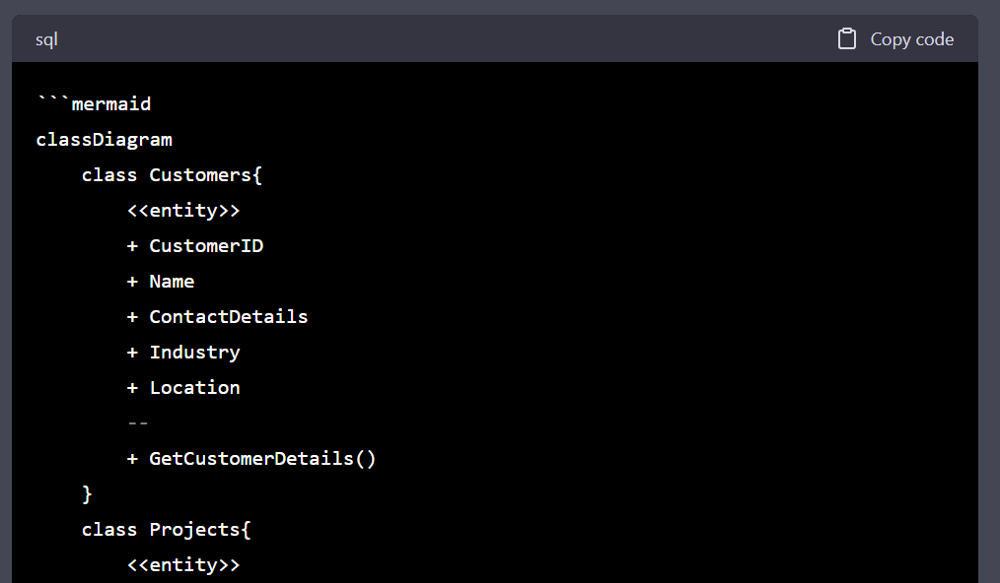 sql
Copy code
```mermaid
classDiagram
    class Customers{
        <<entity>>
        + CustomerID
        + Name
        + ContactDetails
        + Industry
        + Location
        --
        + GetCustomerDetails()
    }
    class Projects{
        <<entity>>